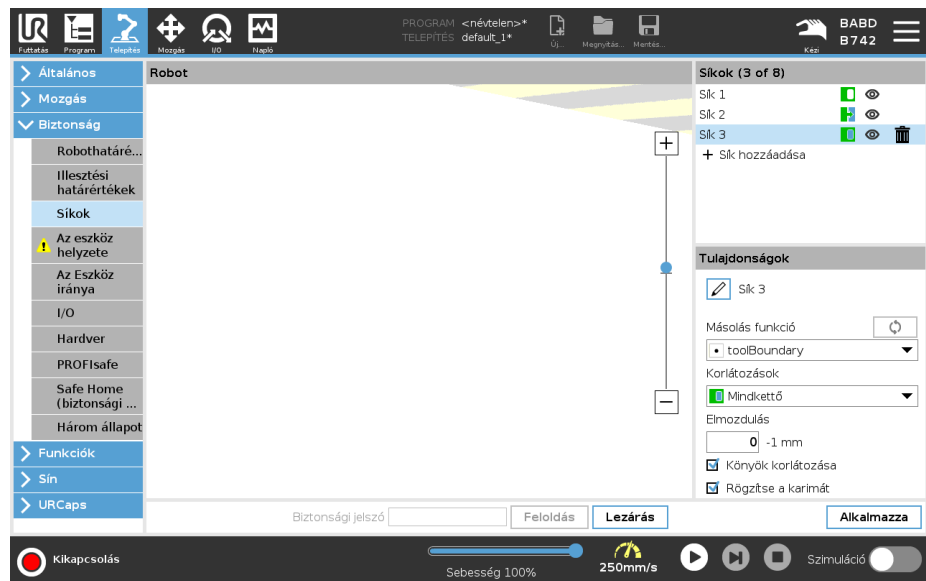 Futtatás
Program
Telepítés
Mozgás
I/O
Napló
PROGRAM <névtelen>*
TELEPÍTÉS default_1*
Új...
Megnyitás...
Mentés...
Kézi
BABD
B742
Általános
Mozgás
Biztonság
Robothatáré...
Illesztési
határértékek
Síkok
Az eszköz
helyzete
Az Eszköz
iránya
I/O
Hardver
PROFIsafe
Safe Home
(biztonsági ...
Három állapot
Funkciók
Sín
URCaps
Robot
Síkok (3 of 8)
Sík 1
Sík 2
Sík 3
+ Sík hozzáadása
Tulajdonságok
Sík 3
Másolás funkció
toolBoundary
Korlátozások
Mindkettő
Elmozdulás
0 -1 mm
Könyök korlátozása
Rögzítse a karimát
Biztonsági jelszó
Feloldás
Lezárás
Alkalmazza
Kikapcsolás
Sebesség 100%
250mm/s
Szimuláció